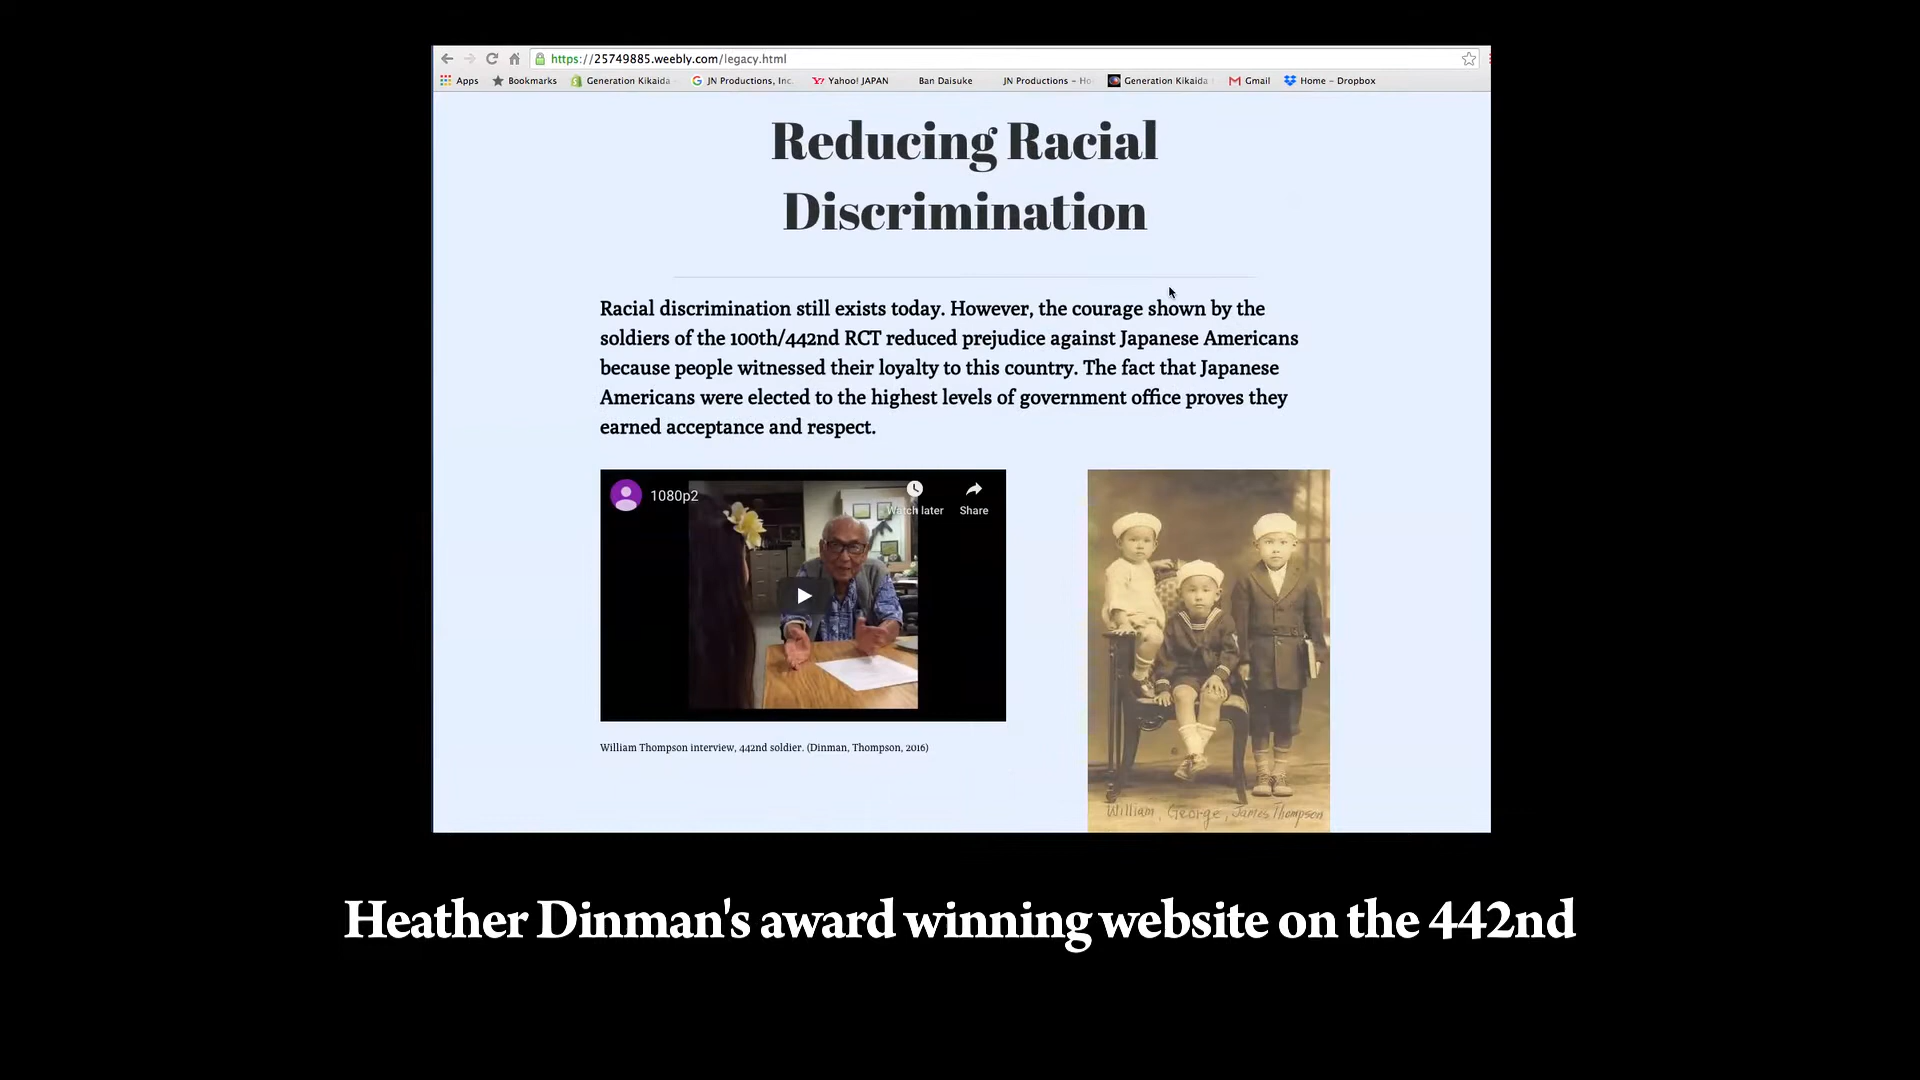 https://25749885.weebly.com/legacy.html
Apps Bookmarks Generation Kikaida JN Productions, Inc. Yahoo! JAPAN Ban Daisuke JN Productions – Ho Generation Kikaida Gmail Home – Dropbox
Reducing Racial
Discrimination
Racial discrimination still exists today. However, the courage shown by the
soldiers of the 100th/442nd RCT reduced prejudice against Japanese Americans
because people witnessed their loyalty to this country. The fact that Japanese
Americans were elected to the highest levels of government office proves they
earned acceptance and respect.
1080p2
Watch later Share
William Thompson interview, 442nd soldier. (Dinman, Thompson, 2016)
William, George, James Thompson
Heather Dinman's award winning website on the 442nd